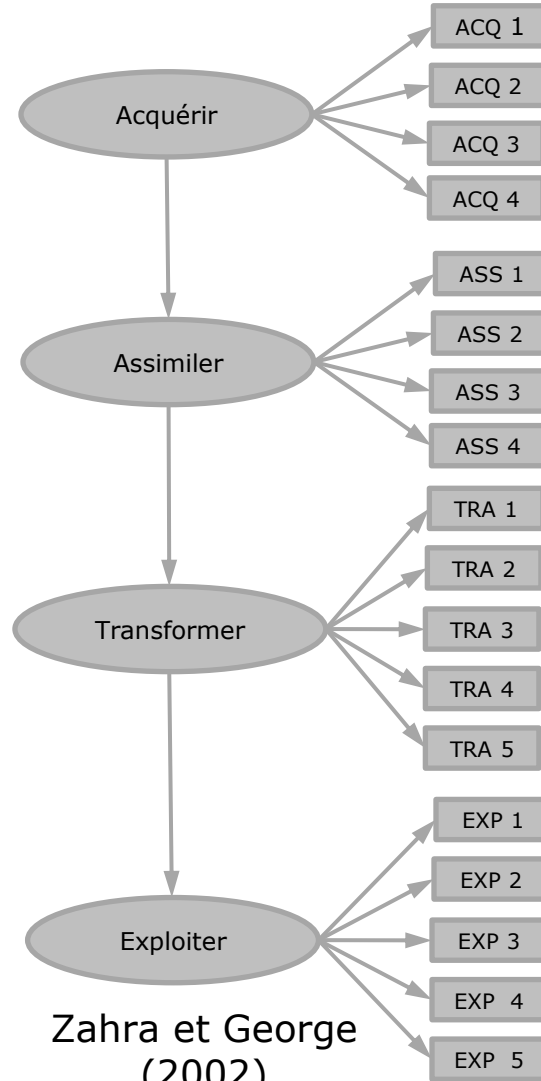 ACQ 1
ACQ 2
Acquérir
ACQ 3
ACQ 4
ASS 1
ASS 2
Assimiler
ASS 3
ASS 4
TRA 1
TRA 2
Transformer
TRA 3
TRA 4
TRA 5
EXP 1
EXP 2
Exploiter
EXP 3
EXP 4
EXP 5
Zahra et George
(2002)